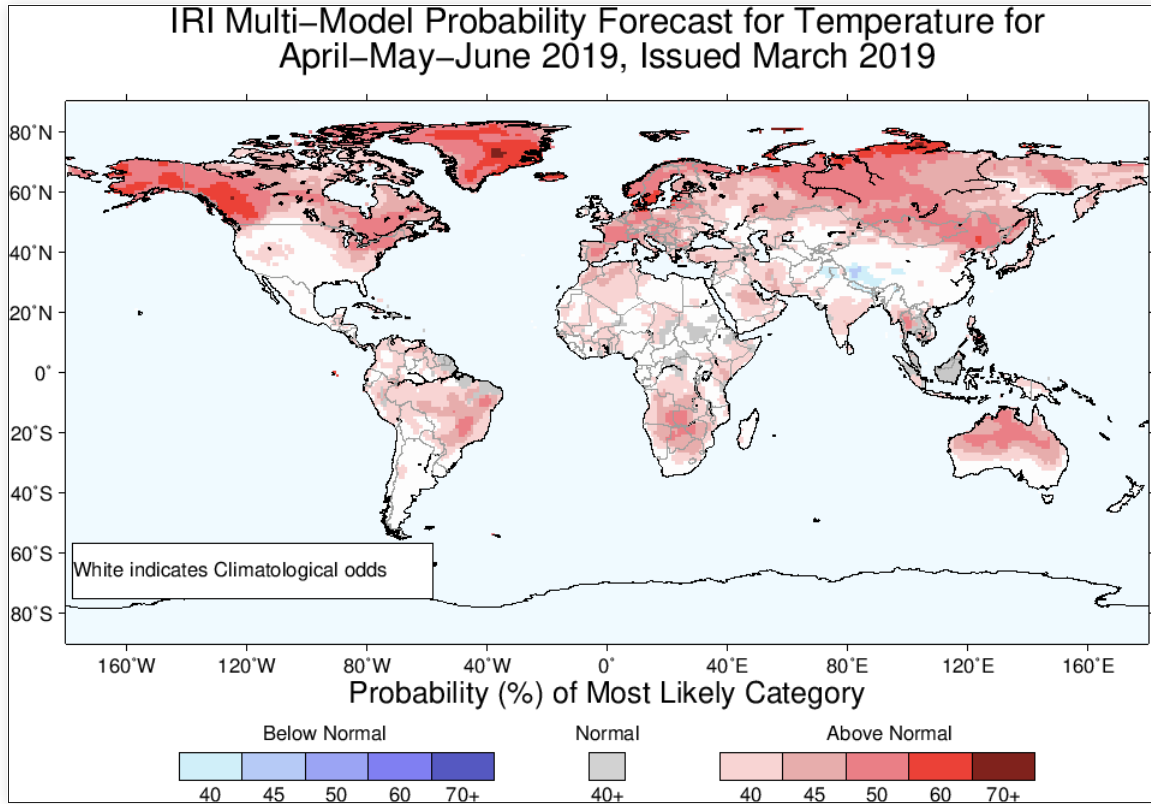 IRI Multi−Model Probability Forecast for Temperature for
April−May−June 2019, Issued March 2019
80˚N
60˚N
40˚N
20˚N
0˚
20˚S
40˚S
60˚S
80˚S
White indicates Climatological odds
160˚W 120˚W 80˚W 40˚W 0˚ 40˚E 80˚E 120˚E 160˚E
Probability (%) of Most Likely Category
Below Normal Normal Above Normal
40 45 50 60 70+ 40+ 40 45 50 60 70+